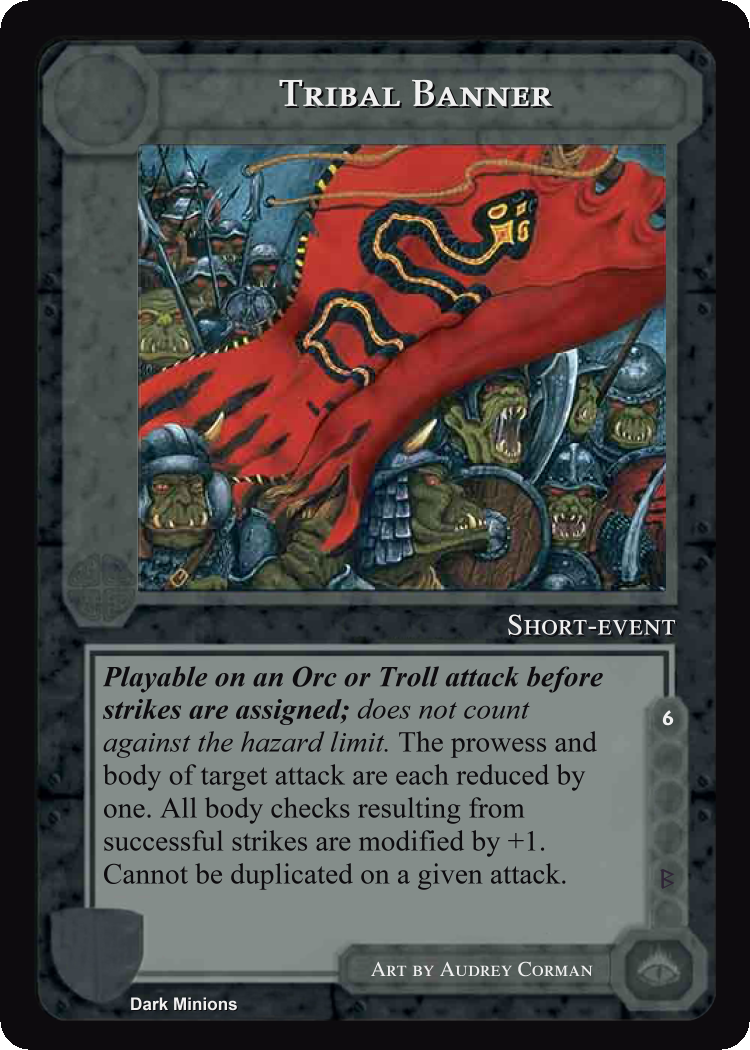 Tribal Banner
Short-event
Playable on an Orc or Troll attack before
strikes are assigned; does not count
against the hazard limit. The prowess and
body of target attack are each reduced by
one. All body checks resulting from
successful strikes are modified by +1.
Cannot be duplicated on a given attack.
6
ᛒ
Art by Audrey Corman
Dark Minions